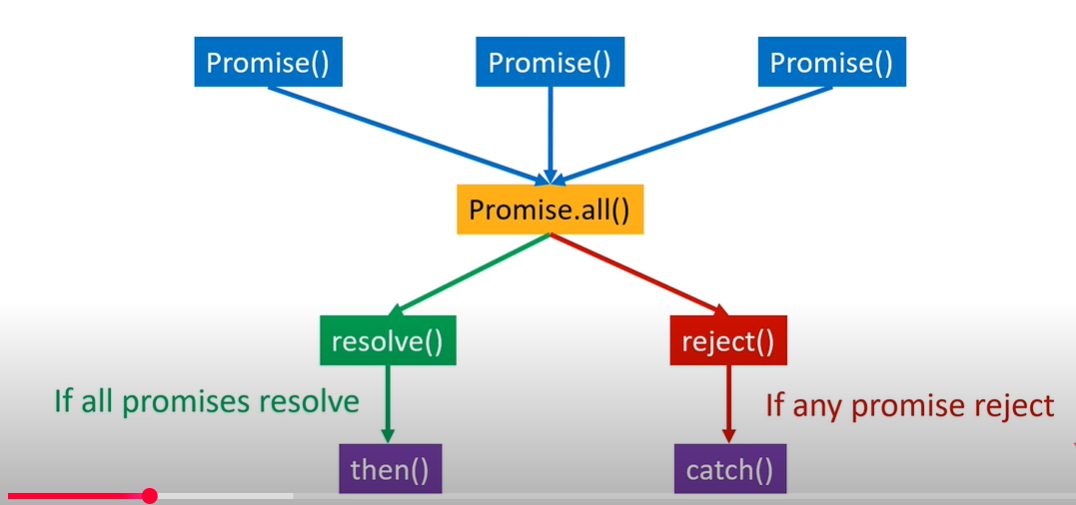 Promise()
Promise()
Promise()
Promise.all()
resolve()
reject()
If all promises resolve
If any promise reject
then()
catch()